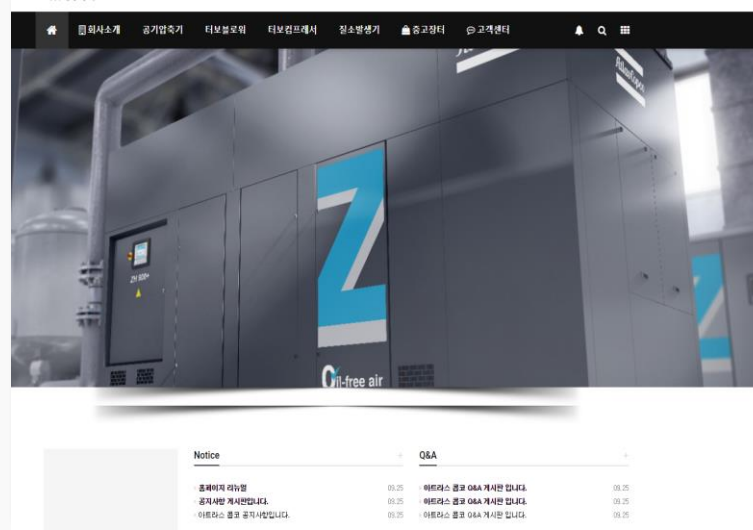 회사소개 공기압축기 터보블로워 터보컴프레셔 질소발생기 중고장터 고객센터
Atlas Copco
ZH 900+
Z
Oil-free air
Notice +
홈페이지 리뉴얼 09.25
공지사항 게시판입니다. 09.25
아트라스 콥코 공지사항입니다. 09.25
Q&A +
아트라스 콥코 Q&A 게시판 입니다. 09.25
아트라스 콥코 Q&A 게시판 입니다. 09.25
아트라스 콥코 Q&A 게시판 입니다. 09.25